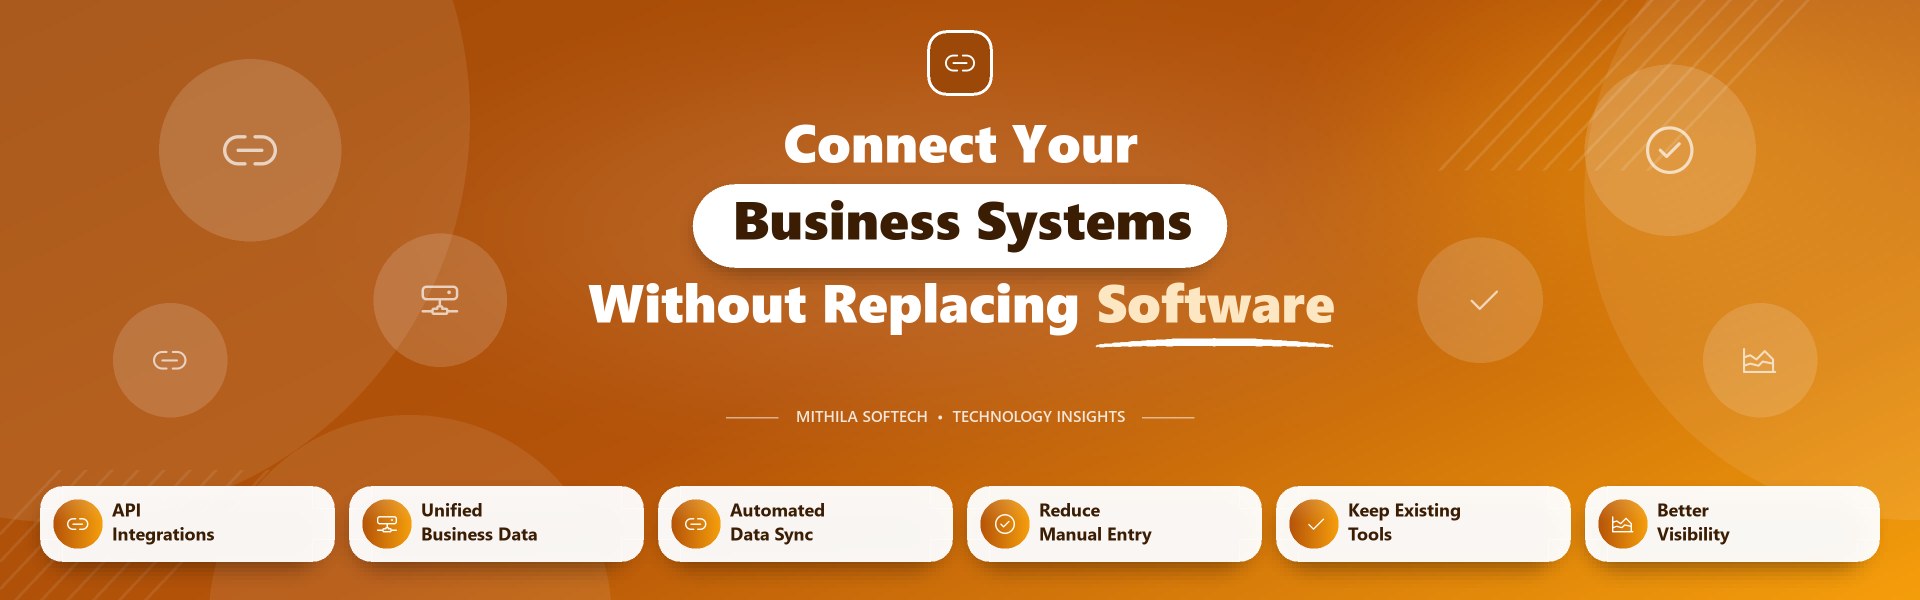 Connect Your
Business Systems
Without Replacing Software
MITHILA SOFTECH • TECHNOLOGY INSIGHTS
API
Integrations
Unified
Business Data
Automated
Data Sync
Reduce
Manual Entry
Keep Existing
Tools
Better
Visibility